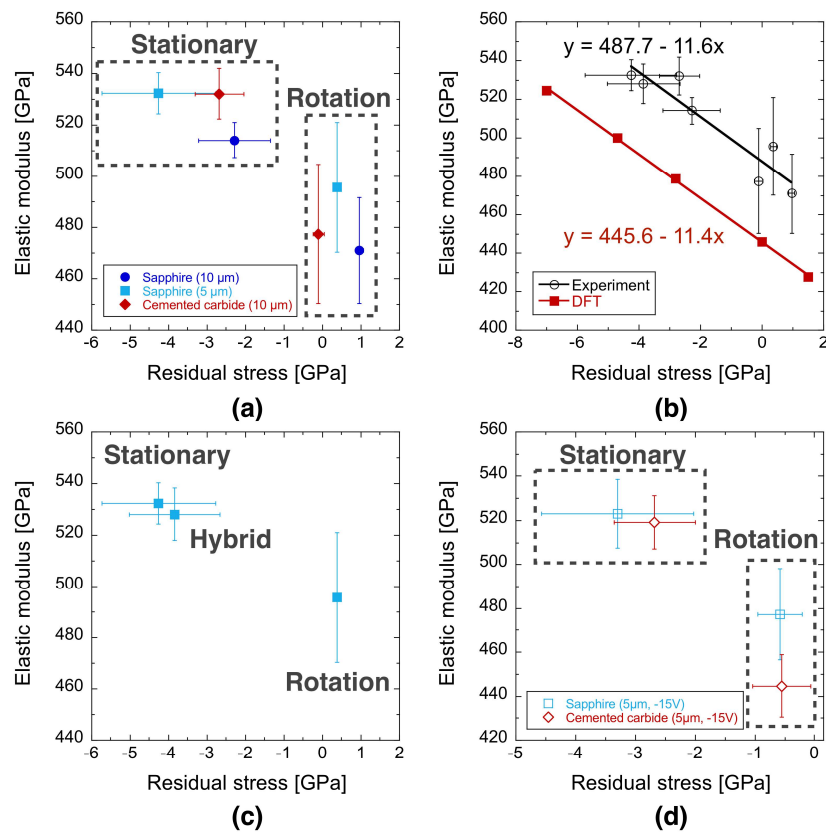 560
540
520
500
480
460
440
Elastic modulus [GPa]
Stationary
Rotation
Sapphire (10 μm)
Sapphire (5 μm)
Cemented carbide (10 μm)
-6 -5 -4 -3 -2 -1 0 1 2
Residual stress [GPa]
(a)
560
540
520
500
480
460
440
420
400
Elastic modulus [GPa]
y = 487.7 - 11.6x
y = 445.6 - 11.4x
Experiment
DFT
-8 -6 -4 -2 0 2
Residual stress [GPa]
(b)
560
540
520
500
480
460
440
Elastic modulus [GPa]
Stationary
Hybrid
Rotation
-6 -5 -4 -3 -2 -1 0 1 2
Residual stress [GPa]
(c)
560
540
520
500
480
460
440
420
Elastic modulus [GPa]
Stationary
Rotation
Sapphire (5μm, -15V)
Cemented carbide (5μm, -15V)
-5 -4 -3 -2 -1 0
Residual stress [GPa]
(d)